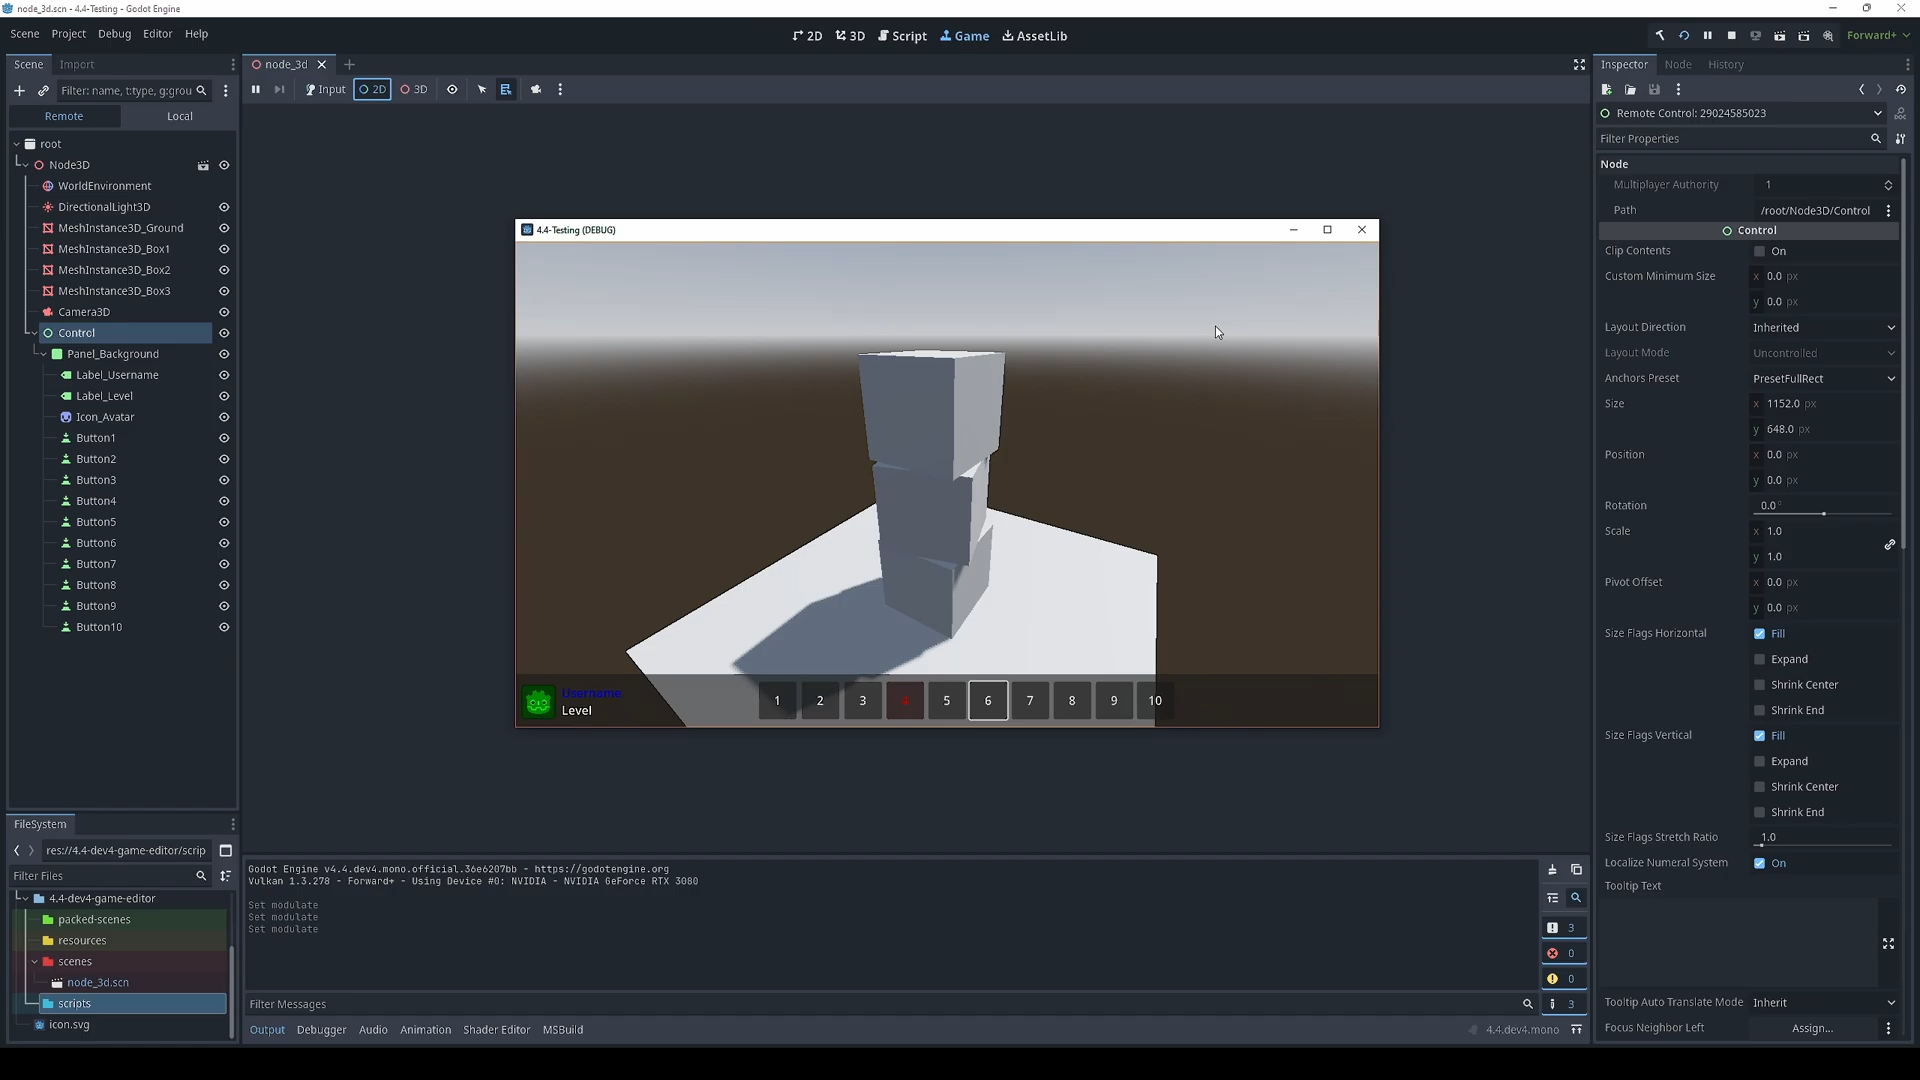 node_3d.scn - 4.4-Testing - Godot Engine
Scene Project Debug Editor Help
2D 3D Script Game AssetLib
Forward+
Scene Import
Filter: name, t:type, g:grou
Remote Local
root
Node3D
WorldEnvironment
DirectionalLight3D
MeshInstance3D_Ground
MeshInstance3D_Box1
MeshInstance3D_Box2
MeshInstance3D_Box3
Camera3D
Control
Panel_Background
Label_Username
Label_Level
Icon_Avatar
Button1
Button2
Button3
Button4
Button5
Button6
Button7
Button8
Button9
Button10
FileSystem
res://4.4-dev4-game-editor/scrip
Filter Files
4.4-dev4-game-editor
packed-scenes
resources
scenes
node_3d.scn
scripts
icon.svg
node_3d
Input 2D 3D
4.4-Testing (DEBUG)
Username
Level
1 2 3 4 5 6 7 8 9 10
Godot Engine v4.4.dev4.mono.official.36e6207bb - https://godotengine.org
Vulkan 1.3.278 - Forward+ - Using Device #0: NVIDIA - NVIDIA GeForce RTX 3080
Set modulate
Set modulate
Set modulate
3
0
0
3
Filter Messages
Output Debugger Audio Animation Shader Editor MSBuild
4.4.dev4.mono
Inspector Node History
Remote Control: 29024585023
DOC
Filter Properties
Node
Multiplayer Authority 1
Path /root/Node3D/Control
Control
Clip Contents On
Custom Minimum Size x 0.0 px
y 0.0 px
Layout Direction Inherited
Layout Mode Uncontrolled
Anchors Preset PresetFullRect
Size x 1152.0 px
y 648.0 px
Position x 0.0 px
y 0.0 px
Rotation 0.0°
Scale x 1.0
y 1.0
Pivot Offset x 0.0 px
y 0.0 px
Size Flags Horizontal Fill
Expand
Shrink Center
Shrink End
Size Flags Vertical Fill
Expand
Shrink Center
Shrink End
Size Flags Stretch Ratio 1.0
Localize Numeral System On
Tooltip Text
Tooltip Auto Translate Mode Inherit
Focus Neighbor Left Assign...